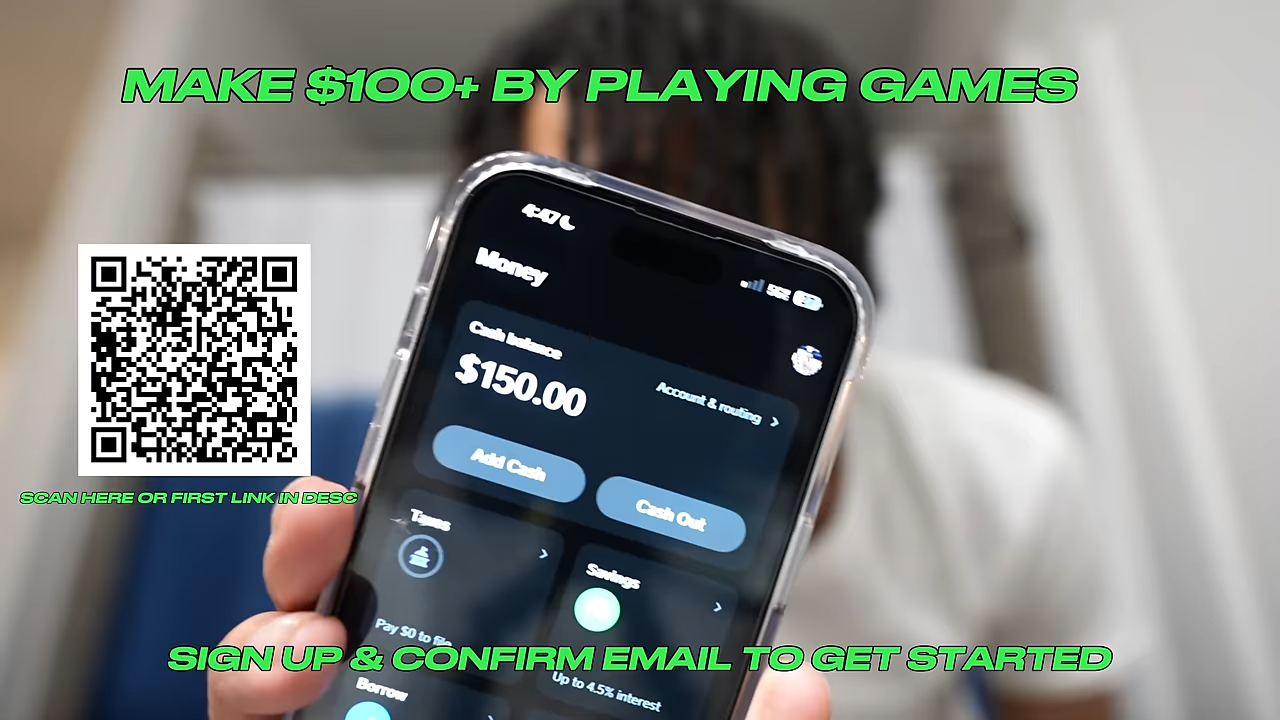 MAKE $100+ BY PLAYING GAMES
4:47
Money
5GE
Cash balance
$150.00
Account & routing
Add Cash
Cash Out
SCAN HERE OR FIRST LINK IN DESC
Taxes
Savings
Pay $0 to file
SIGN UP & CONFIRM EMAIL TO GET STARTED
Up to 4.5% interest
Borrow